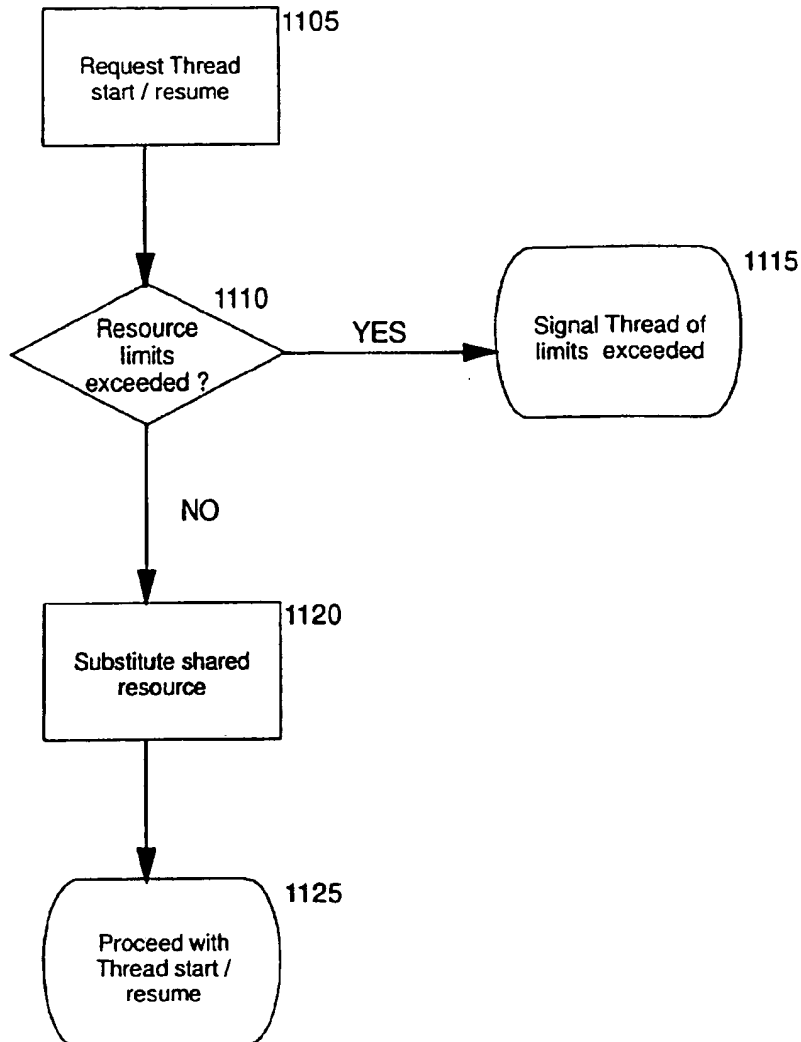 1105
Request Thread
start / resume
1110
Resource
limits
exceeded ?
YES
1115
Signal Thread of
limits exceeded
NO
1120
Substitute shared
resource
1125
Proceed with
Thread start /
resume